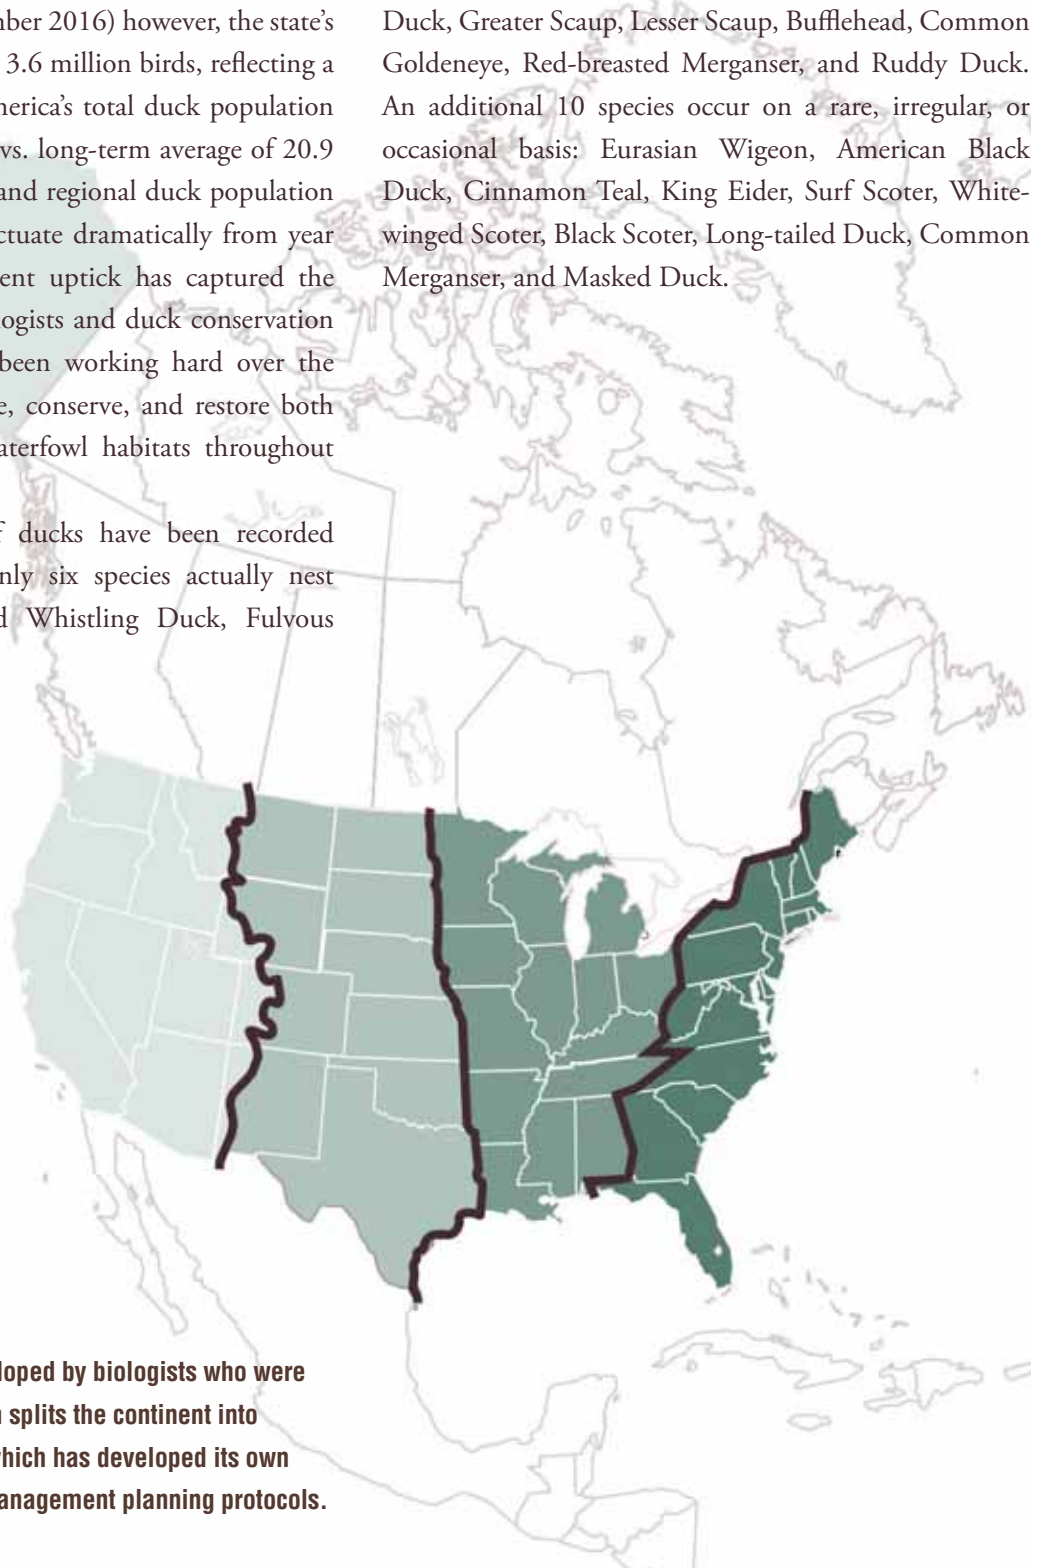 ber 2016) however, the state’s
3.6 million birds, reflecting a
merica’s total duck population
vs. long-term average of 20.9
and regional duck population
ctuate dramatically from year
ent uptick has captured the
logists and duck conservation
been working hard over the
e, conserve, and restore both
aterfowl habitats throughout
f ducks have been recorded
nly six species actually nest
d Whistling Duck, Fulvous
Duck, Greater Scaup, Lesser Scaup, Bufflehead, Common
Goldeneye, Red-breasted Merganser, and Ruddy Duck.
An additional 10 species occur on a rare, irregular, or
occasional basis: Eurasian Wigeon, American Black
Duck, Cinnamon Teal, King Eider, Surf Scoter, White-
winged Scoter, Black Scoter, Long-tailed Duck, Common
Merganser, and Masked Duck.
loped by biologists who were
splits the continent into
which has developed its own
anagement planning protocols.